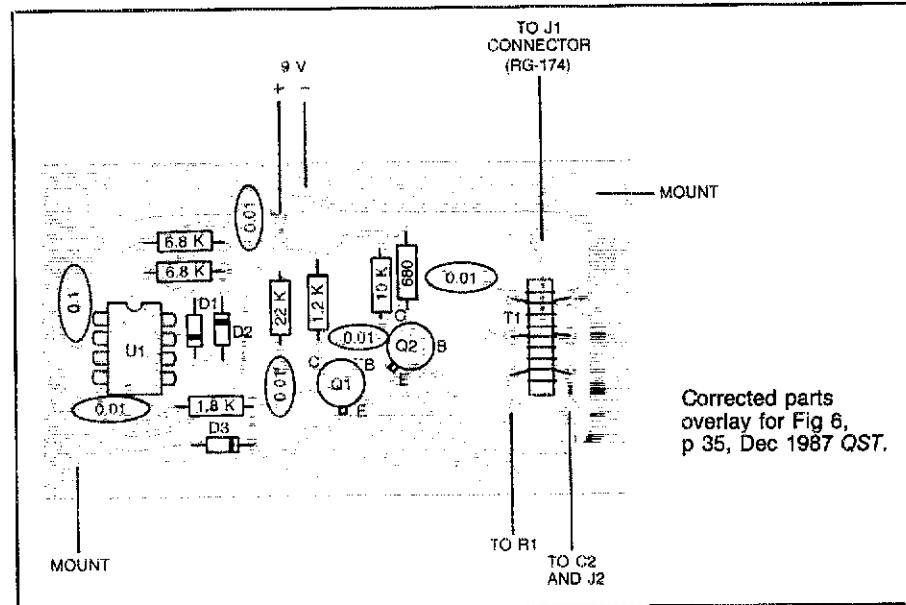 TO J1
CONNECTOR
(RG-174)
9 V
+ −
MOUNT
0.01
6.8 K
6.8 K
0.1
D1
D2
U1
22 K
1.2 K
10 K
680
0.01
T1
0.01
C
Q2
B
E
C
B
Q1
E
0.01
0.01
1.8 K
D3
Corrected parts
overlay for Fig 6,
p 35, Dec 1987 QST.
MOUNT
TO R1
TO C2
AND J2